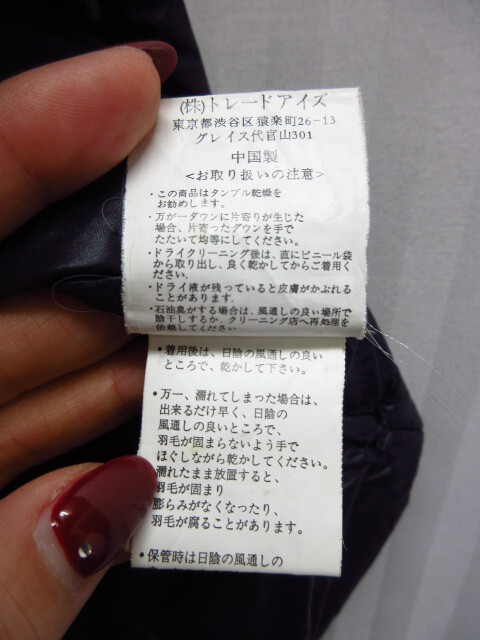 (株)トレードアイズ
東京都渋谷区猿楽町26-13
グレイス代官山301
中国製
<お取り扱いの注意>
・この商品はタンブル乾燥を
お勧めします。
・万が一ダウンに片寄りが生じた
場合、片寄ったダウンを手で
たたいて均等にしてください。
・ドライクリーニング後は、直にビニール袋
から取り出し、良く乾かしてからご着用く
ださい。
・ドライ液が残っていると皮膚がかぶれる
ことがあります。
・石油臭がする場合は、風通しの良い場所で
陰干しするか、クリーニング店へ再処理を
依頼してください
・着用後は、日陰の風通しの良い
ところで、乾かして下さい。
・万一、濡れてしまった場合は、
出来るだけ早く、日陰の
風通しの良いところで、
羽毛が固まらないよう手で
ほぐしながら乾かしてください。
濡れたまま放置すると、
羽毛が固まり
膨らみがなくなったり、
羽毛が腐ることがあります。
・保管時は日陰の風通しの